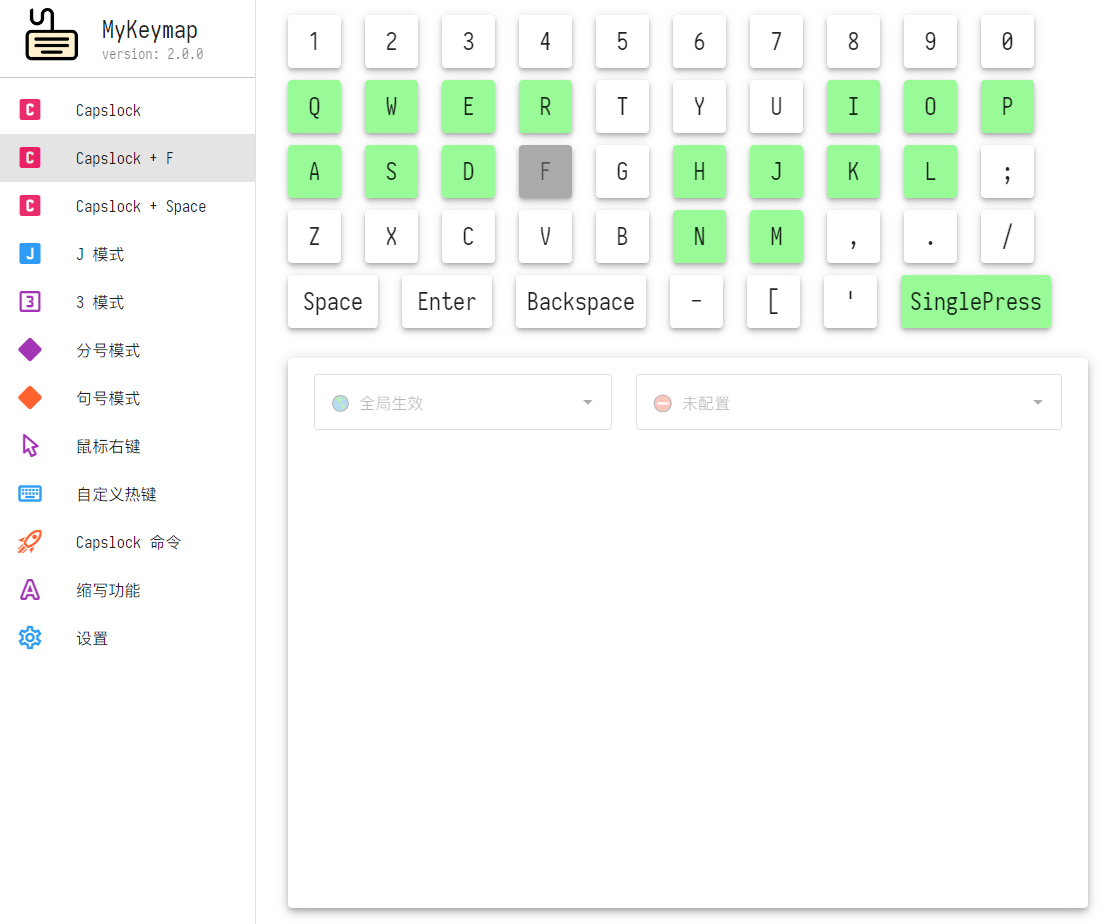 MyKeymap
version: 2.0.0
C Capslock
C Capslock + F
C Capslock + Space
J J 模式
3 3 模式
分号模式
句号模式
鼠标右键
自定义热键
Capslock 命令
A 缩写功能
设置
1 2 3 4 5 6 7 8 9 0
Q W E R T Y U I O P
A S D F G H J K L ;
Z X C V B N M , . /
Space Enter Backspace - [ ' SinglePress
全局生效 未配置